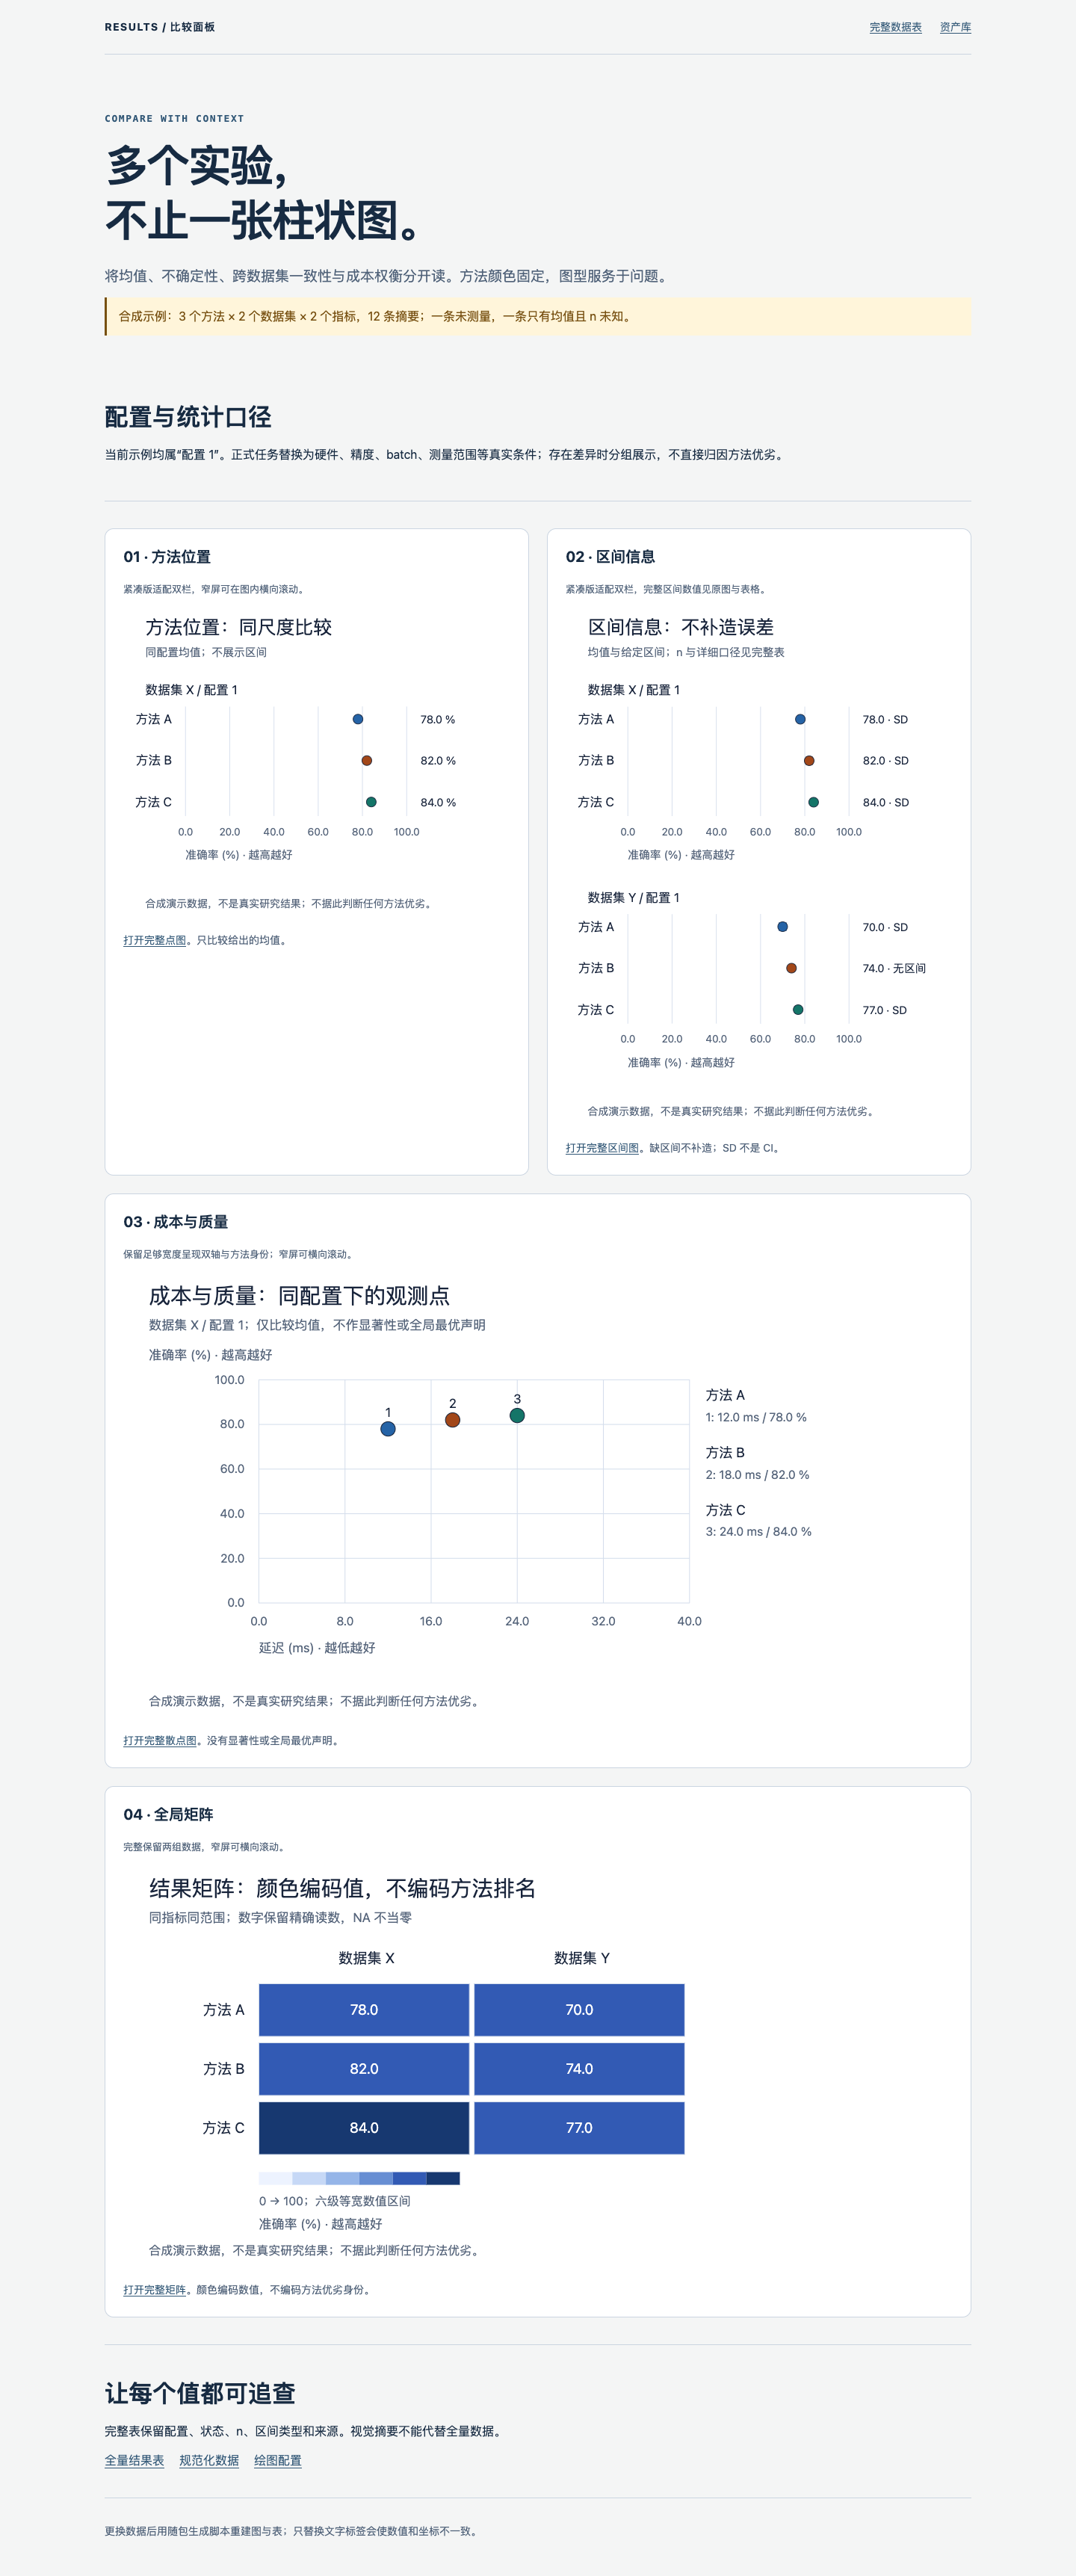 RESULTS / 比较面板
完整数据表 资产库
COMPARE WITH CONTEXT
多个实验，
不止一张柱状图。
将均值、不确定性、跨数据集一致性与成本权衡分开读。方法颜色固定，图型服务于问题。
合成示例：3 个方法 × 2 个数据集 × 2 个指标，12 条摘要；一条未测量，一条只有均值且 n 未知。
配置与统计口径
当前示例均属“配置 1”。正式任务替换为硬件、精度、batch、测量范围等真实条件；存在差异时分组展示，不直接归因方法优劣。
01 · 方法位置
紧凑版适配双栏，窄屏可在图内横向滚动。
方法位置：同尺度比较
同配置均值；不展示区间
数据集 X / 配置 1
方法 A 78.0 %
方法 B 82.0 %
方法 C 84.0 %
0.0 20.0 40.0 60.0 80.0 100.0
准确率 (%) · 越高越好
合成演示数据，不是真实研究结果；不据此判断任何方法优劣。
打开完整点图。只比较给出的均值。
02 · 区间信息
紧凑版适配双栏，完整区间数值见原图与表格。
区间信息：不补造误差
均值与给定区间；n 与详细口径见完整表
数据集 X / 配置 1
方法 A 78.0 · SD
方法 B 82.0 · SD
方法 C 84.0 · SD
0.0 20.0 40.0 60.0 80.0 100.0
准确率 (%) · 越高越好
数据集 Y / 配置 1
方法 A 70.0 · SD
方法 B 74.0 · 无区间
方法 C 77.0 · SD
0.0 20.0 40.0 60.0 80.0 100.0
准确率 (%) · 越高越好
合成演示数据，不是真实研究结果；不据此判断任何方法优劣。
打开完整区间图。缺区间不补造；SD 不是 CI。
03 · 成本与质量
保留足够宽度呈现双轴与方法身份；窄屏可横向滚动。
成本与质量：同配置下的观测点
数据集 X / 配置 1；仅比较均值，不作显著性或全局最优声明
准确率 (%) · 越高越好
100.0
80.0
60.0
40.0
20.0
0.0
1
2
3
0.0 8.0 16.0 24.0 32.0 40.0
延迟 (ms) · 越低越好
方法 A
1: 12.0 ms / 78.0 %
方法 B
2: 18.0 ms / 82.0 %
方法 C
3: 24.0 ms / 84.0 %
合成演示数据，不是真实研究结果；不据此判断任何方法优劣。
打开完整散点图。没有显著性或全局最优声明。
04 · 全局矩阵
完整保留两组数据，窄屏可横向滚动。
结果矩阵：颜色编码值，不编码方法排名
同指标同范围；数字保留精确读数，NA 不当零
数据集 X 数据集 Y
方法 A 78.0 70.0
方法 B 82.0 74.0
方法 C 84.0 77.0
0 → 100；六级等宽数值区间
准确率 (%) · 越高越好
合成演示数据，不是真实研究结果；不据此判断任何方法优劣。
打开完整矩阵。颜色编码数值，不编码方法优劣身份。
让每个值都可追查
完整表保留配置、状态、n、区间类型和来源。视觉摘要不能代替全量数据。
全量结果表 规范化数据 绘图配置
更换数据后用随包生成脚本重建图与表；只替换文字标签会使数值和坐标不一致。